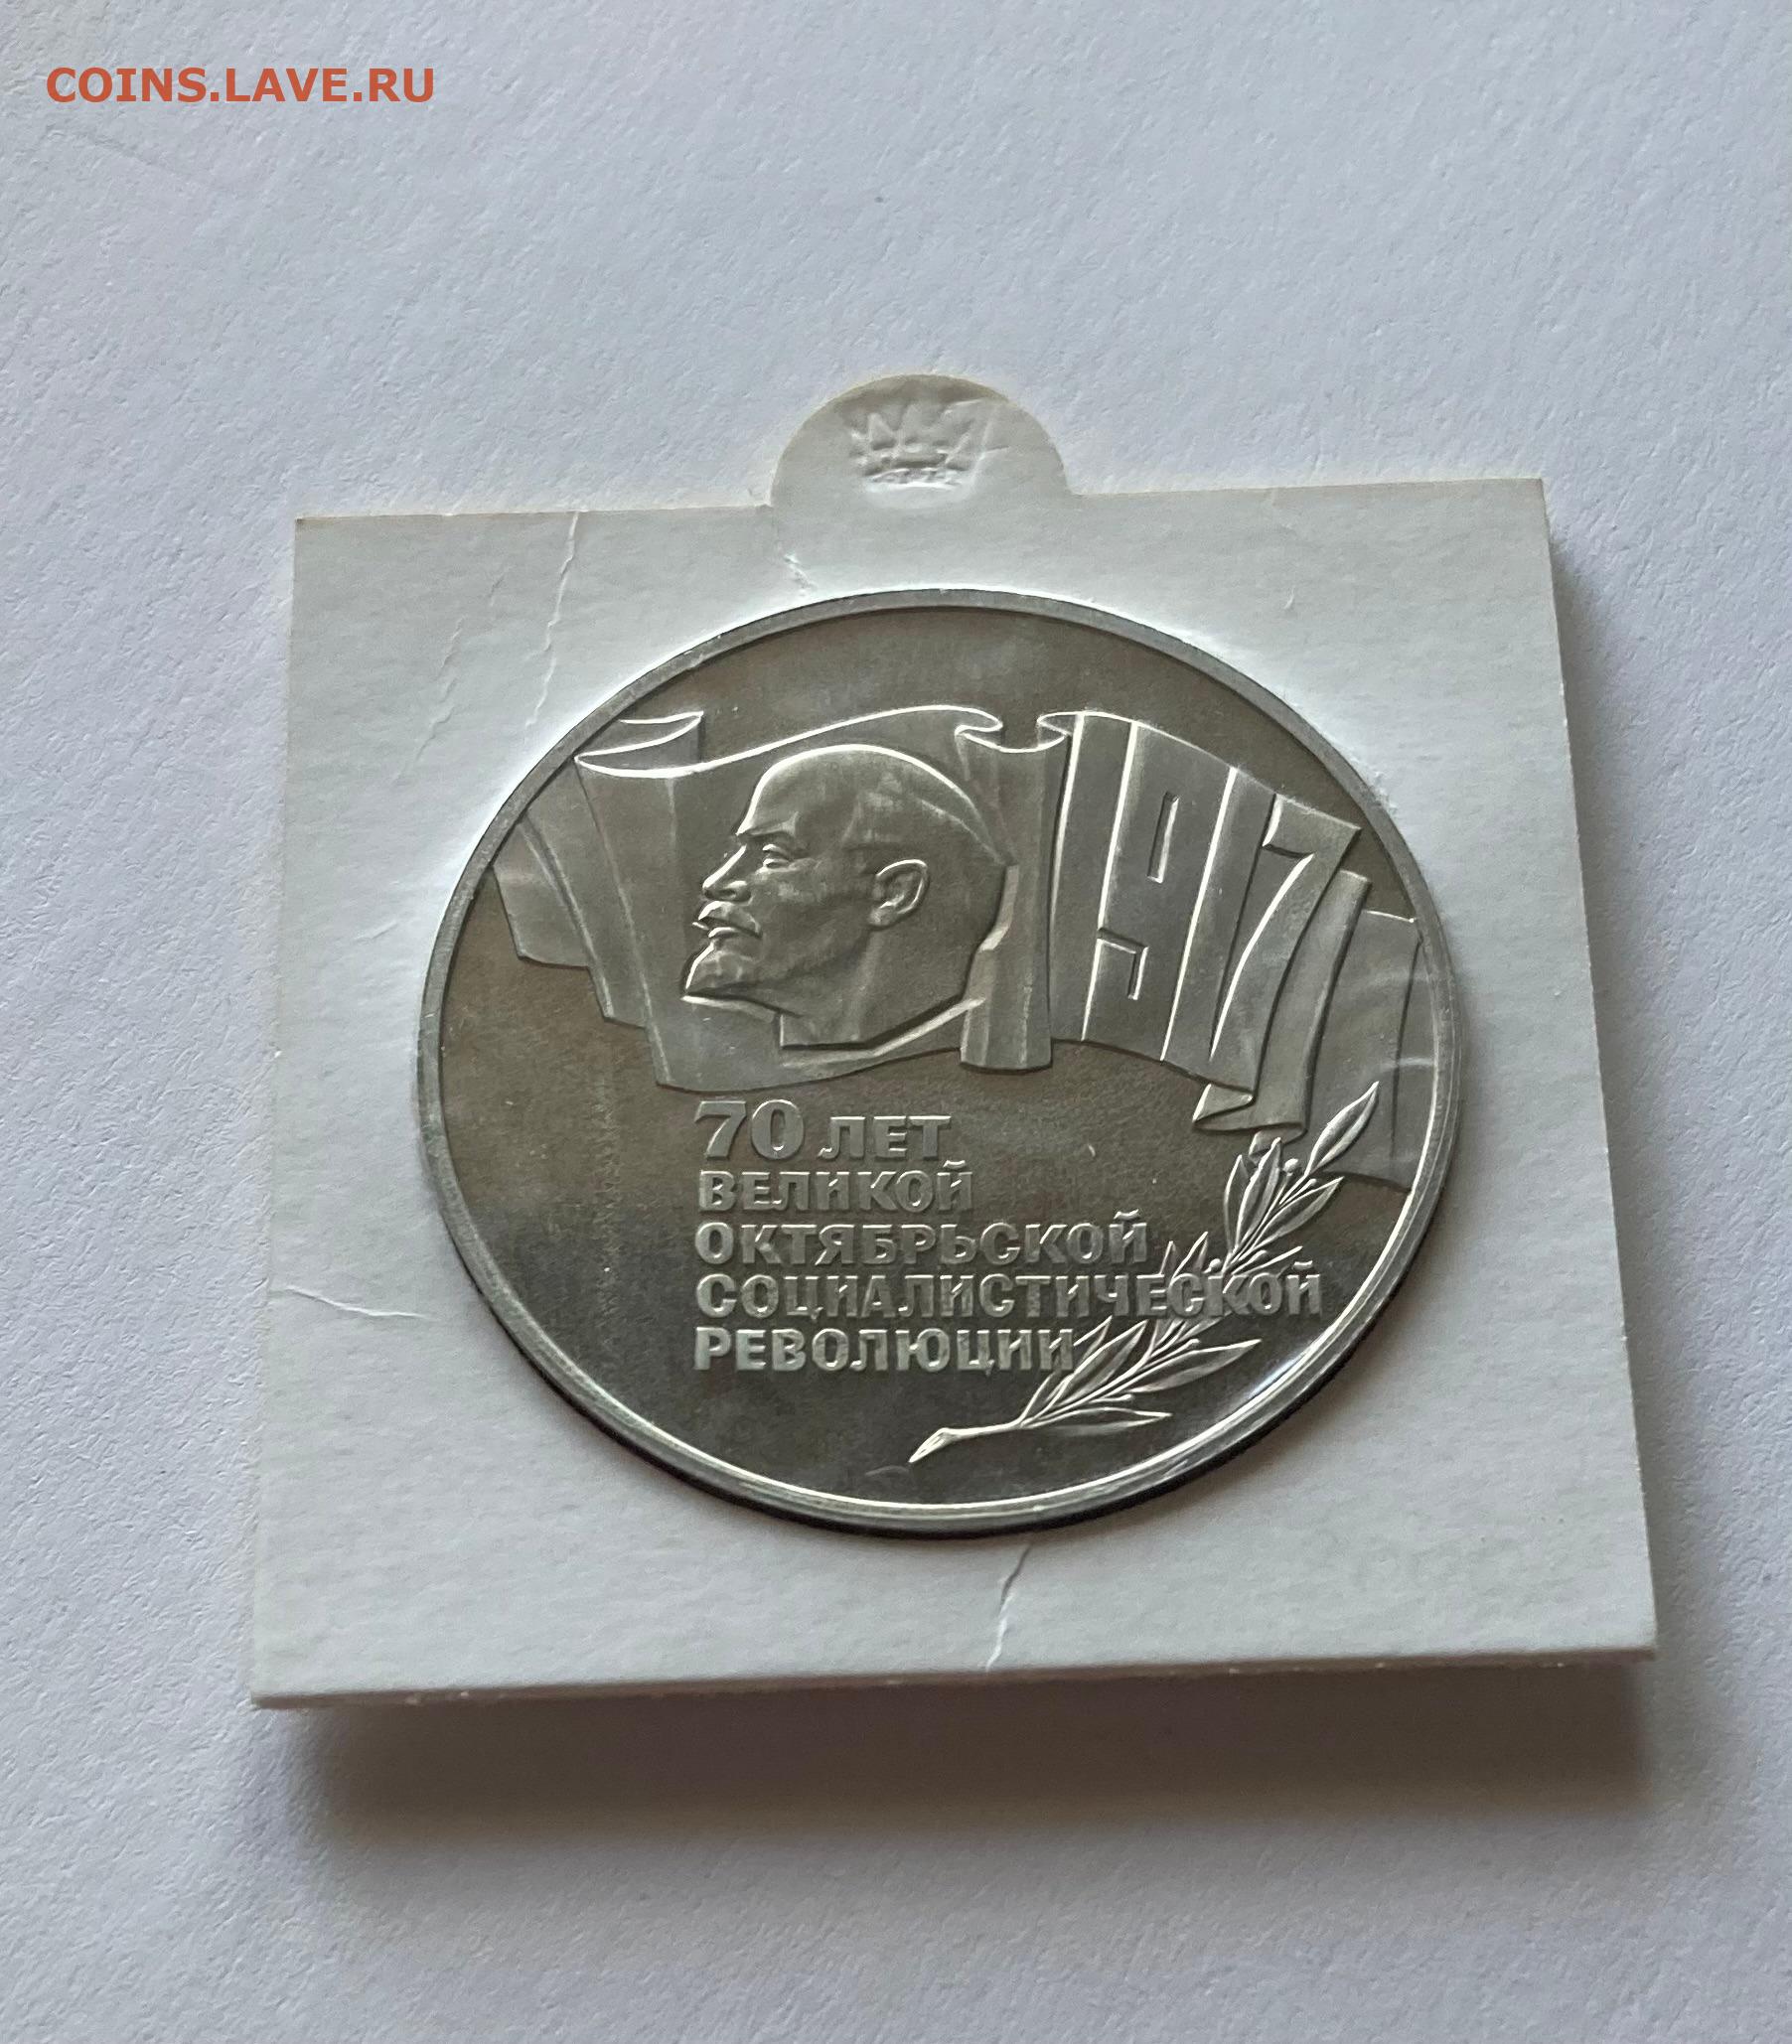 COINS.LAVE.RU
1917
70 ЛЕТ
ВЕЛИКОЙ
ОКТЯБРЬСКОЙ
СОЦИАЛИСТИЧЕСКОЙ
РЕВОЛЮЦИИ